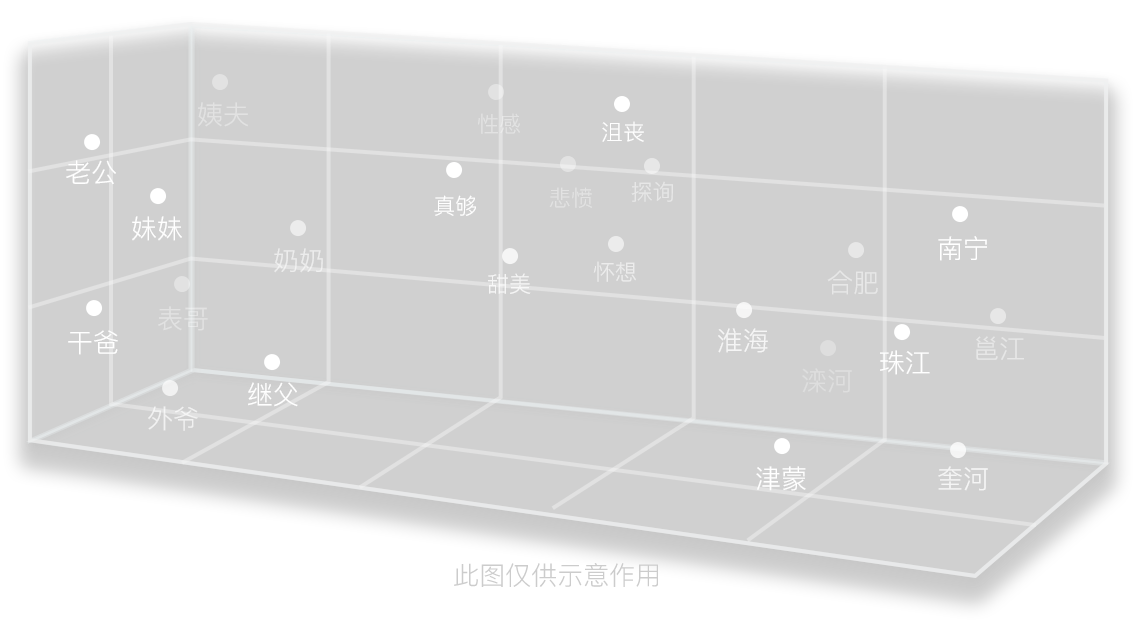 姨夫
性感
沮丧
老公
悲愤
探询
真够
妹妹
奶奶
南宁
怀想
甜美
合肥
表哥
干爸
淮海
邕江
珠江
滦河
继父
外爷
津蒙
奎河
此图仅供示意作用